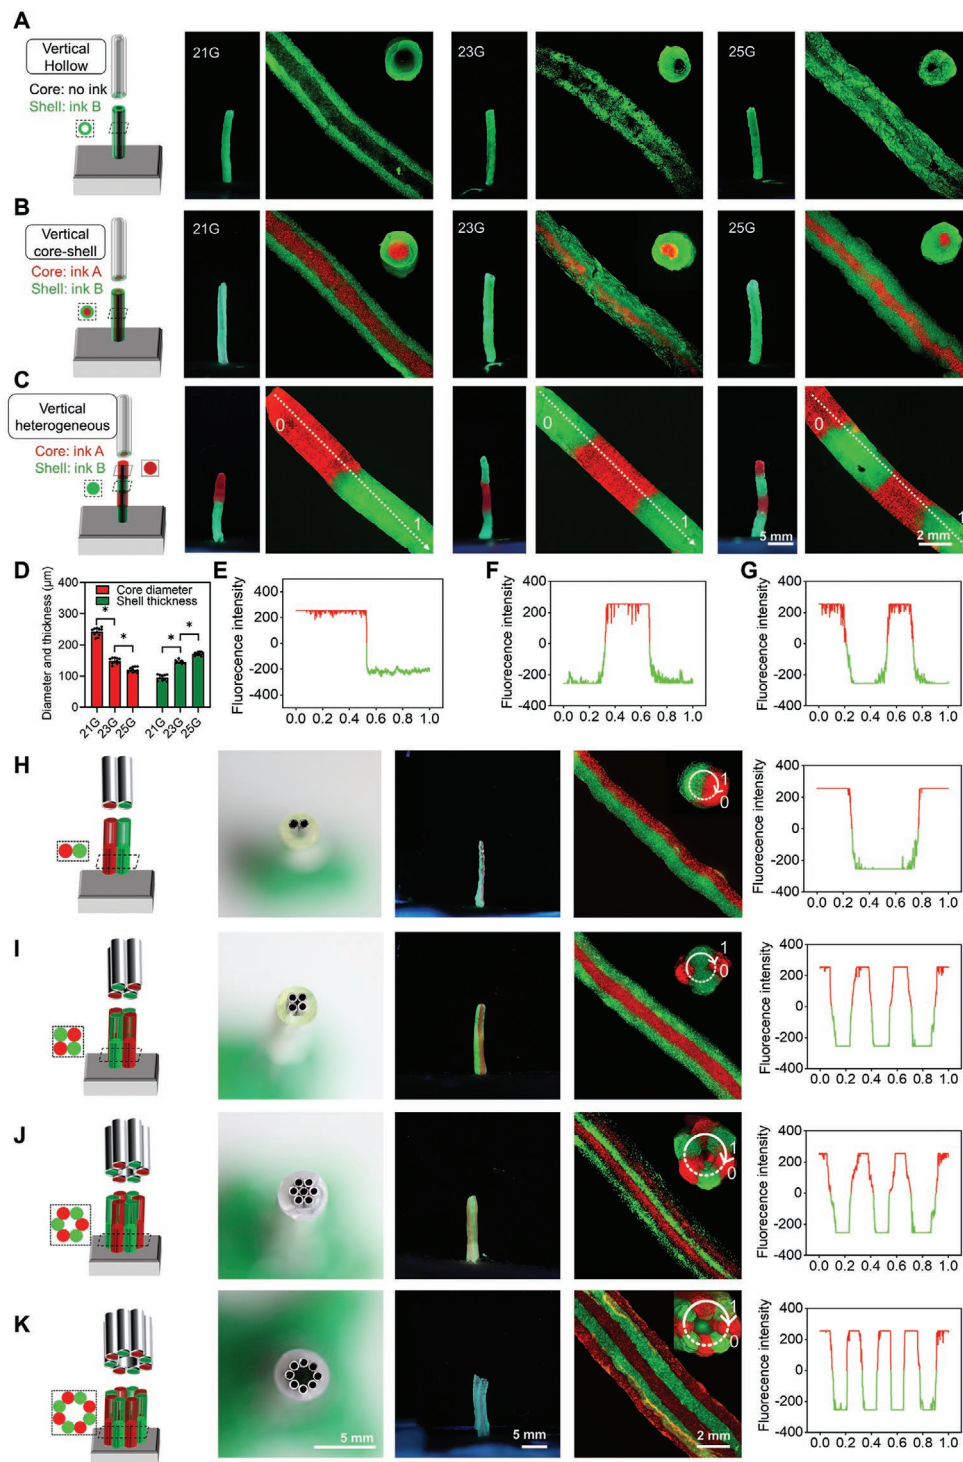 A
Vertical
Hollow
Core: no ink
Shell: ink B
21G
23G
25G
B
Vertical
core-shell
Core: ink A
Shell: ink B
21G
23G
25G
C
Vertical
heterogeneous
Core: ink A
Shell: ink B
0
1
0
1
5 mm
0
1
2 mm
D
Diameter and thickness (µm)
400
300
200
100
0
Core diameter
Shell thickness
*
*
*
*
21G
23G
25G
21G
23G
25G
E
Fluorescence intensity
400
200
0
-200
-400
0.0 0.2 0.4 0.6 0.8 1.0
F
Fluorescence intensity
400
200
0
-200
-400
0.0 0.2 0.4 0.6 0.8 1.0
G
Fluorescence intensity
400
200
0
-200
-400
0.0 0.2 0.4 0.6 0.8 1.0
H
1
0
Fluorescence intensity
400
200
0
-200
-400
0.0 0.2 0.4 0.6 0.8 1.0
I
1
0
Fluorescence intensity
400
200
0
-200
-400
0.0 0.2 0.4 0.6 0.8 1.0
J
1
0
Fluorescence intensity
400
200
0
-200
-400
0.0 0.2 0.4 0.6 0.8 1.0
K
5 mm
5 mm
1
0
2 mm
Fluorescence intensity
400
200
0
-200
-400
0.0 0.2 0.4 0.6 0.8 1.0